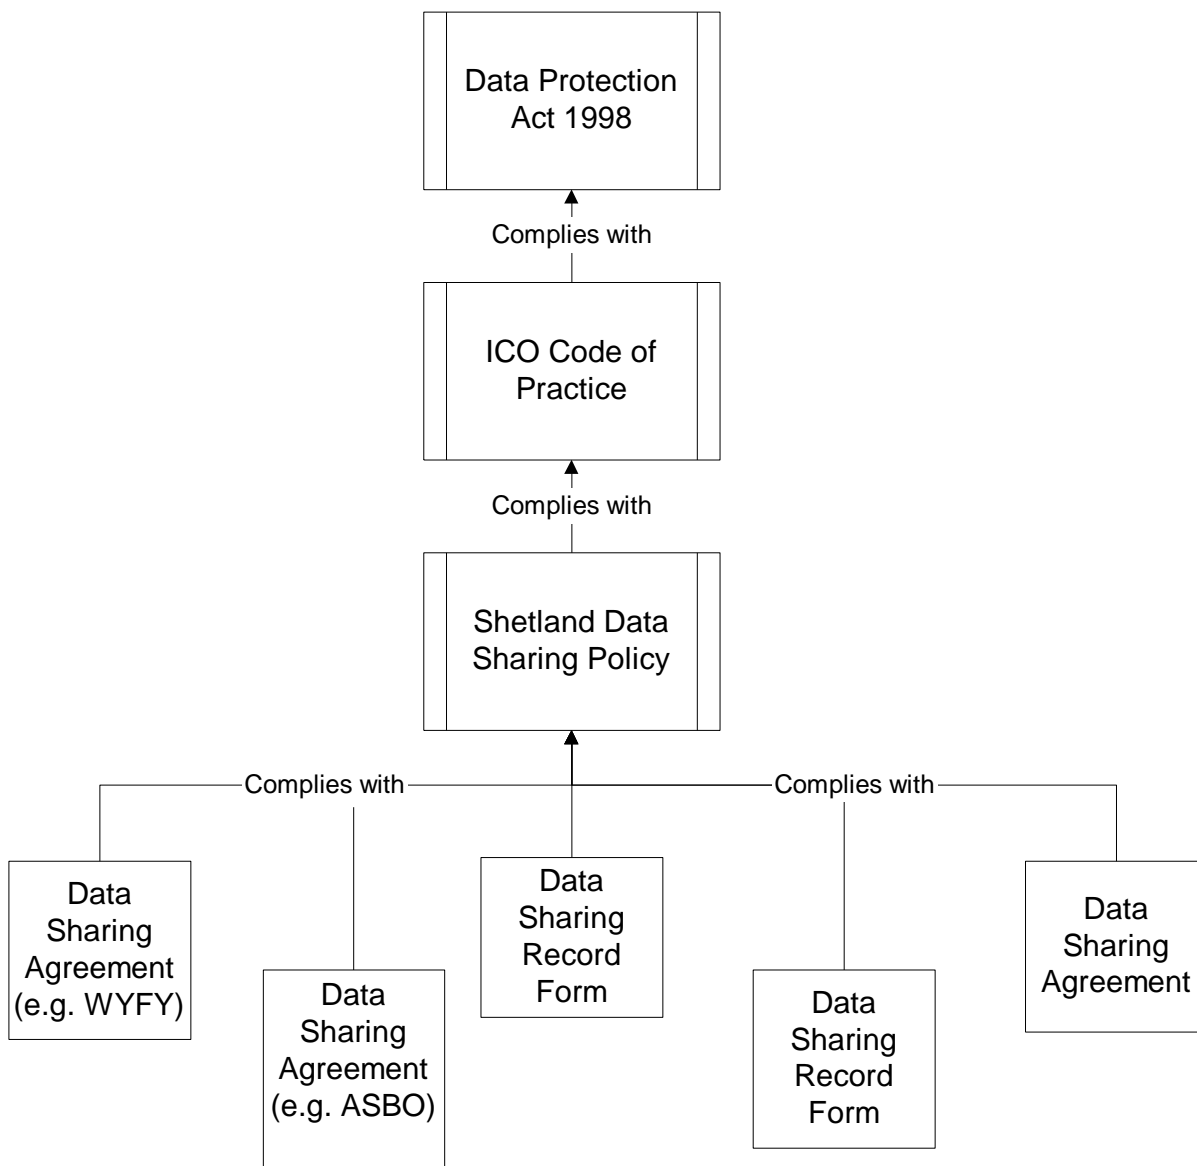 Data Protection
Act 1998
Complies with
ICO Code of
Practice
Complies with
Shetland Data
Sharing Policy
Complies with
Complies with
Data
Sharing
Agreement
(e.g. WYFY)
Data
Sharing
Agreement
(e.g. ASBO)
Data
Sharing
Record
Form
Data
Sharing
Record
Form
Data
Sharing
Agreement